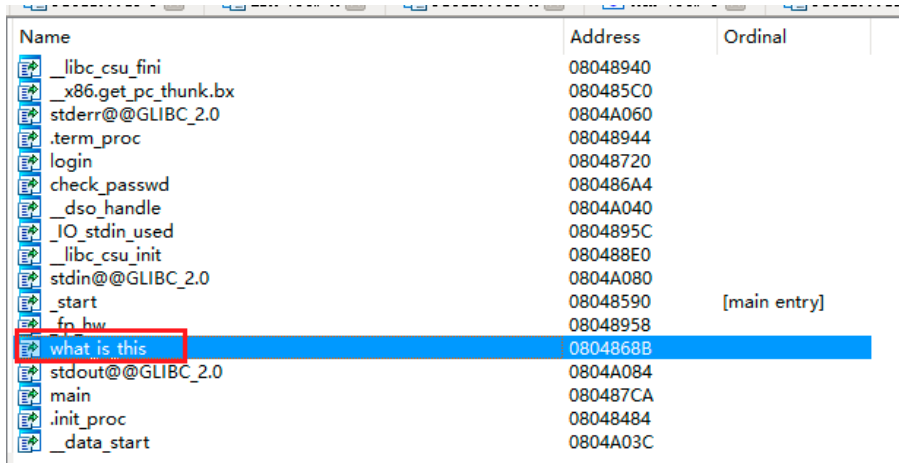 Name Address Ordinal
__libc_csu_fini 08048940
__x86.get_pc_thunk.bx 080485C0
stderr@@GLIBC_2.0 0804A060
.term_proc 08048944
login 08048720
check_passwd 080486A4
__dso_handle 0804A040
_IO_stdin_used 0804895C
__libc_csu_init 080488E0
stdin@@GLIBC_2.0 0804A080
_start 08048590 [main entry]
_fp_hw 08048958
what_is_this 0804868B
stdout@@GLIBC_2.0 0804A084
main 080487CA
.init_proc 08048484
__data_start 0804A03C